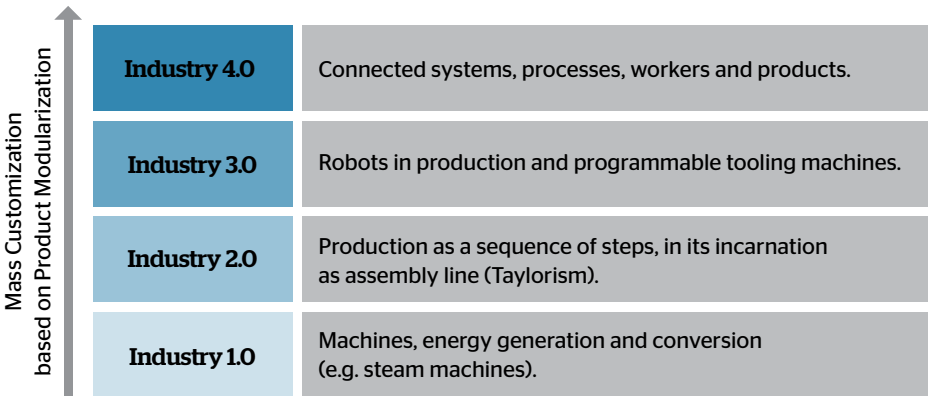 Mass Customization
based on Product Modularization
Industry 4.0
Connected systems, processes, workers and products.
Industry 3.0
Robots in production and programmable tooling machines.
Industry 2.0
Production as a sequence of steps, in its incarnation
as assembly line (Taylorism).
Industry 1.0
Machines, energy generation and conversion
(e.g. steam machines).